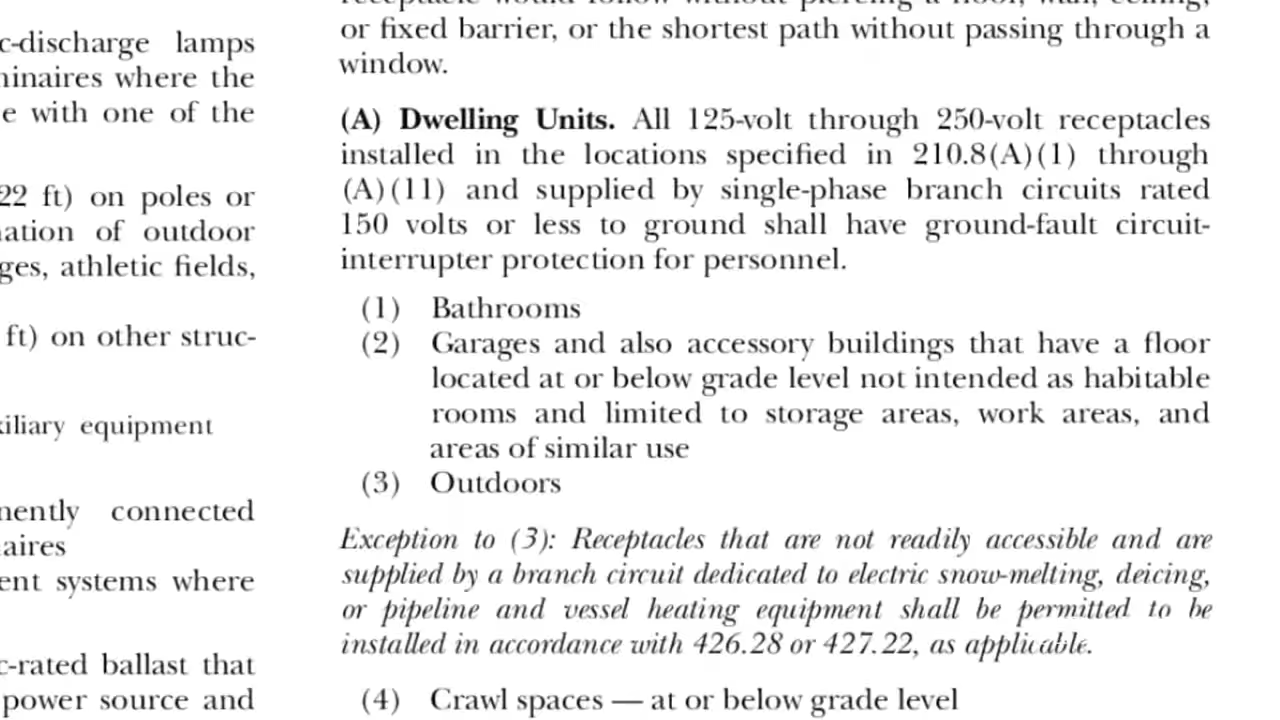 c-discharge lamps
ninaires where the
e with one of the
22 ft) on poles or
nation of outdoor
ges, athletic fields,
ft) on other struc-
xiliary equipment
nently connected
aires
ent systems where
c-rated ballast that
power source and
receptacle would follow without piercing a floor, wall, ceiling,
or fixed barrier, or the shortest path without passing through a
window.
(A) Dwelling Units. All 125-volt through 250-volt receptacles
installed in the locations specified in 210.8(A)(1) through
(A)(11) and supplied by single-phase branch circuits rated
150 volts or less to ground shall have ground-fault circuit-
interrupter protection for personnel.
(1) Bathrooms
(2) Garages and also accessory buildings that have a floor
located at or below grade level not intended as habitable
rooms and limited to storage areas, work areas, and
areas of similar use
(3) Outdoors
Exception to (3): Receptacles that are not readily accessible and are
supplied by a branch circuit dedicated to electric snow-melting, deicing,
or pipeline and vessel heating equipment shall be permitted to be
installed in accordance with 426.28 or 427.22, as applicable.
(4) Crawl spaces — at or below grade level